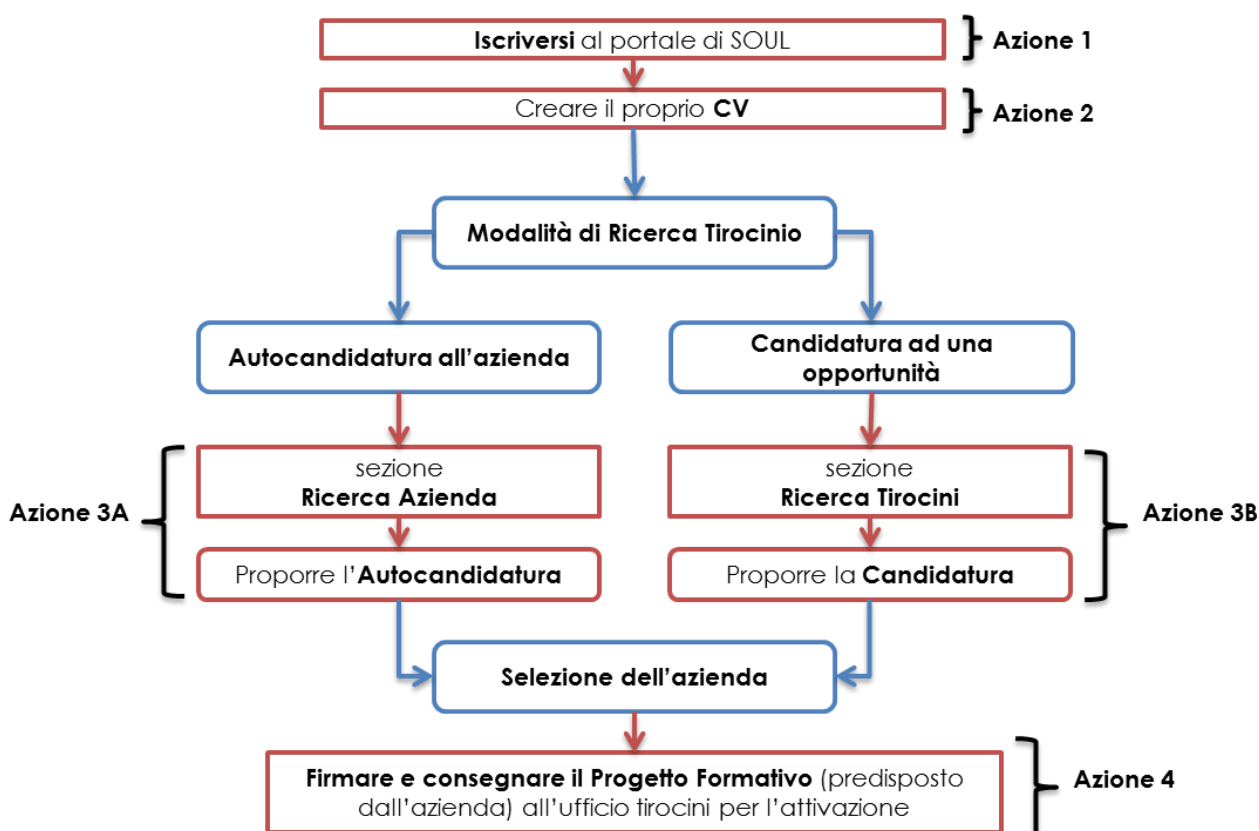 Iscriversi al portale di SOUL
Azione 1
Creare il proprio CV
Azione 2
Modalità di Ricerca Tirocinio
Autocandidatura all’azienda
Candidatura ad una
opportunità
Azione 3A
sezione
Ricerca Azienda
Proporre l’Autocandidatura
sezione
Ricerca Tirocini
Proporre la Candidatura
Azione 3B
Selezione dell’azienda
Firmare e consegnare il Progetto Formativo (predisposto
dall’azienda) all’ufficio tirocini per l’attivazione
Azione 4